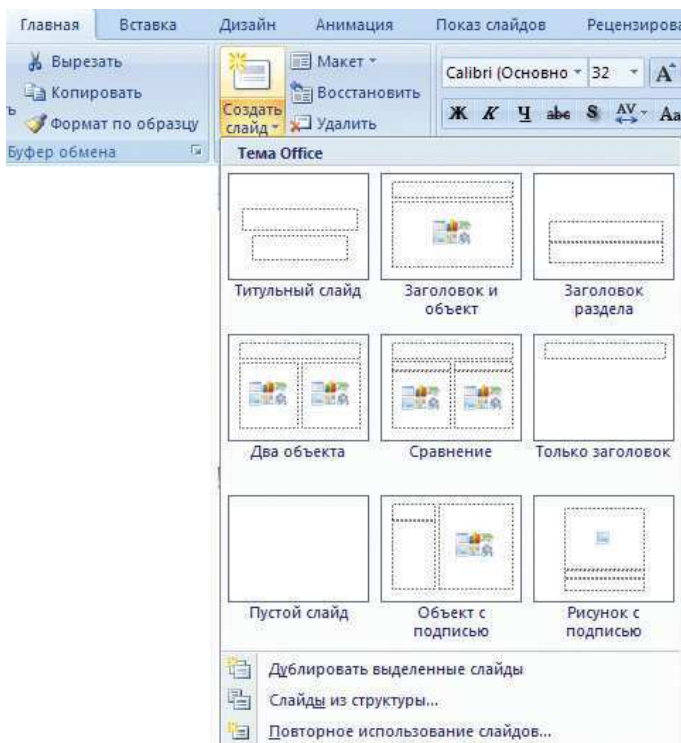 Главная Вставка Дизайн Анимация Показ слайдов Рецензирова
Вырезать
Копировать
ь
Формат по образцу
Буфер обмена
Создать слайд
Макет
Восстановить
Удалить
Calibri (Основно 32 A
Ж К Ч abe S AV Aa
Тема Office
Титульный слайд
Заголовок и объект
Заголовок раздела
Два объекта
Сравнение
Только заголовок
Пустой слайд
Объект с подписью
Рисунок с подписью
Дублировать выделенные слайды
Слайды из структуры...
Повторное использование слайдов...